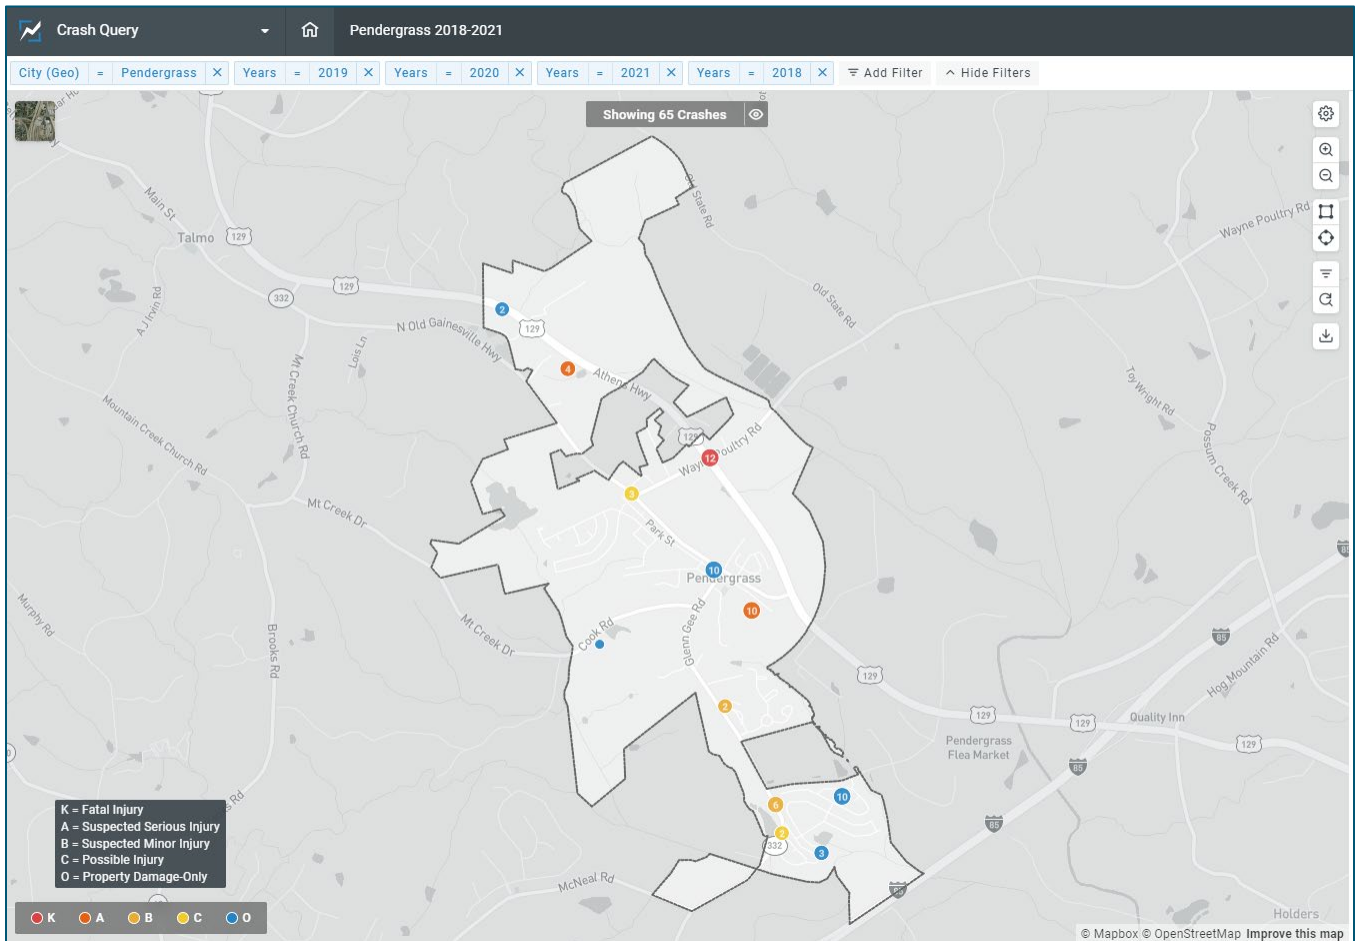 Crash Query
Pendergrass 2018-2021
City (Geo) = Pendergrass × Years = 2019 × Years = 2020 × Years = 2021 × Years = 2018 × Add Filter Hide Filters
Showing 65 Crashes
Old State Rd
Main St
Talmo
129
Wayne Poultry Rd
129
332
A J Irvin Rd
Old State Rd
2
129
N Old Gainesville Hwy
Lois Ln
Mt Creek Church Rd
4
Athens Hwy
Toy Wright Rd
Mountain Creek Church Rd
129
Wayne Poultry Rd
12
Possum Creek Rd
3
Mt Creek Dr
Park St
85
10
Pendergrass
10
Murphy Rd
Mt Creek Dr
Cook Rd
Glenn Gee Rd
Brooks Rd
85
Hog Mountain Rd
129
2
129
129
Quality Inn
129
Pendergrass
Flea Market
85
10
6
2
332
3
85
McNeal Rd
85
K = Fatal Injury
A = Suspected Serious Injury
B = Suspected Minor Injury
C = Possible Injury
O = Property Damage-Only
K A B C O
Holders
© Mapbox © OpenStreetMap Improve this map